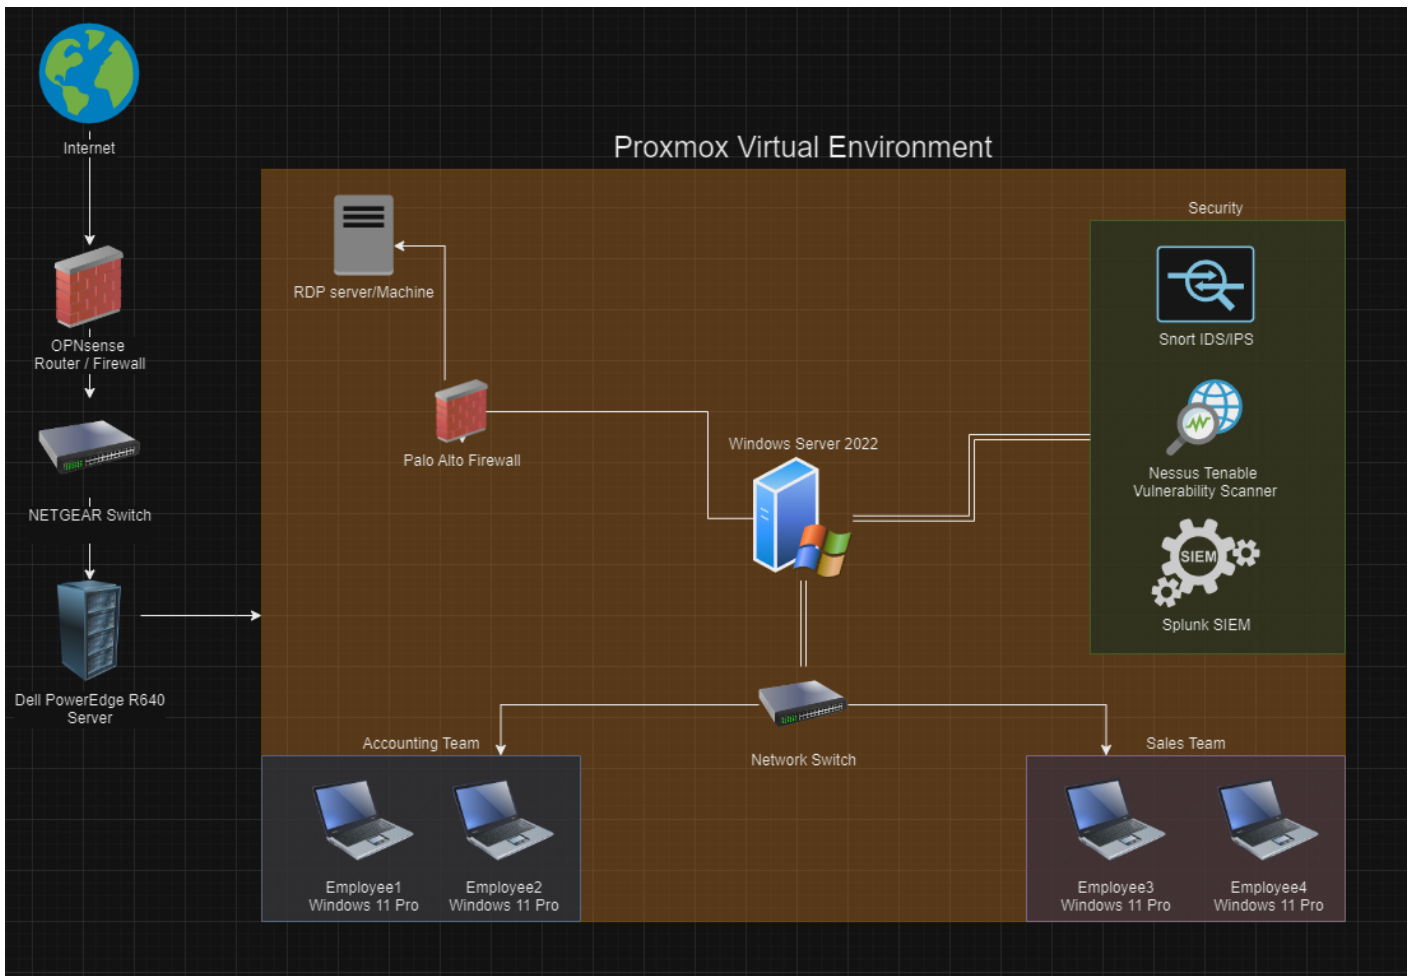 Internet
OPNsense
Router / Firewall
NETGEAR Switch
Dell PowerEdge R640
Server
Proxmox Virtual Environment
RDP server/Machine
Palo Alto Firewall
Windows Server 2022
Security
Snort IDS/IPS
Nessus Tenable
Vulnerability Scanner
SIEM
Splunk SIEM
Network Switch
Accounting Team
Employee1
Windows 11 Pro
Employee2
Windows 11 Pro
Sales Team
Employee3
Windows 11 Pro
Employee4
Windows 11 Pro